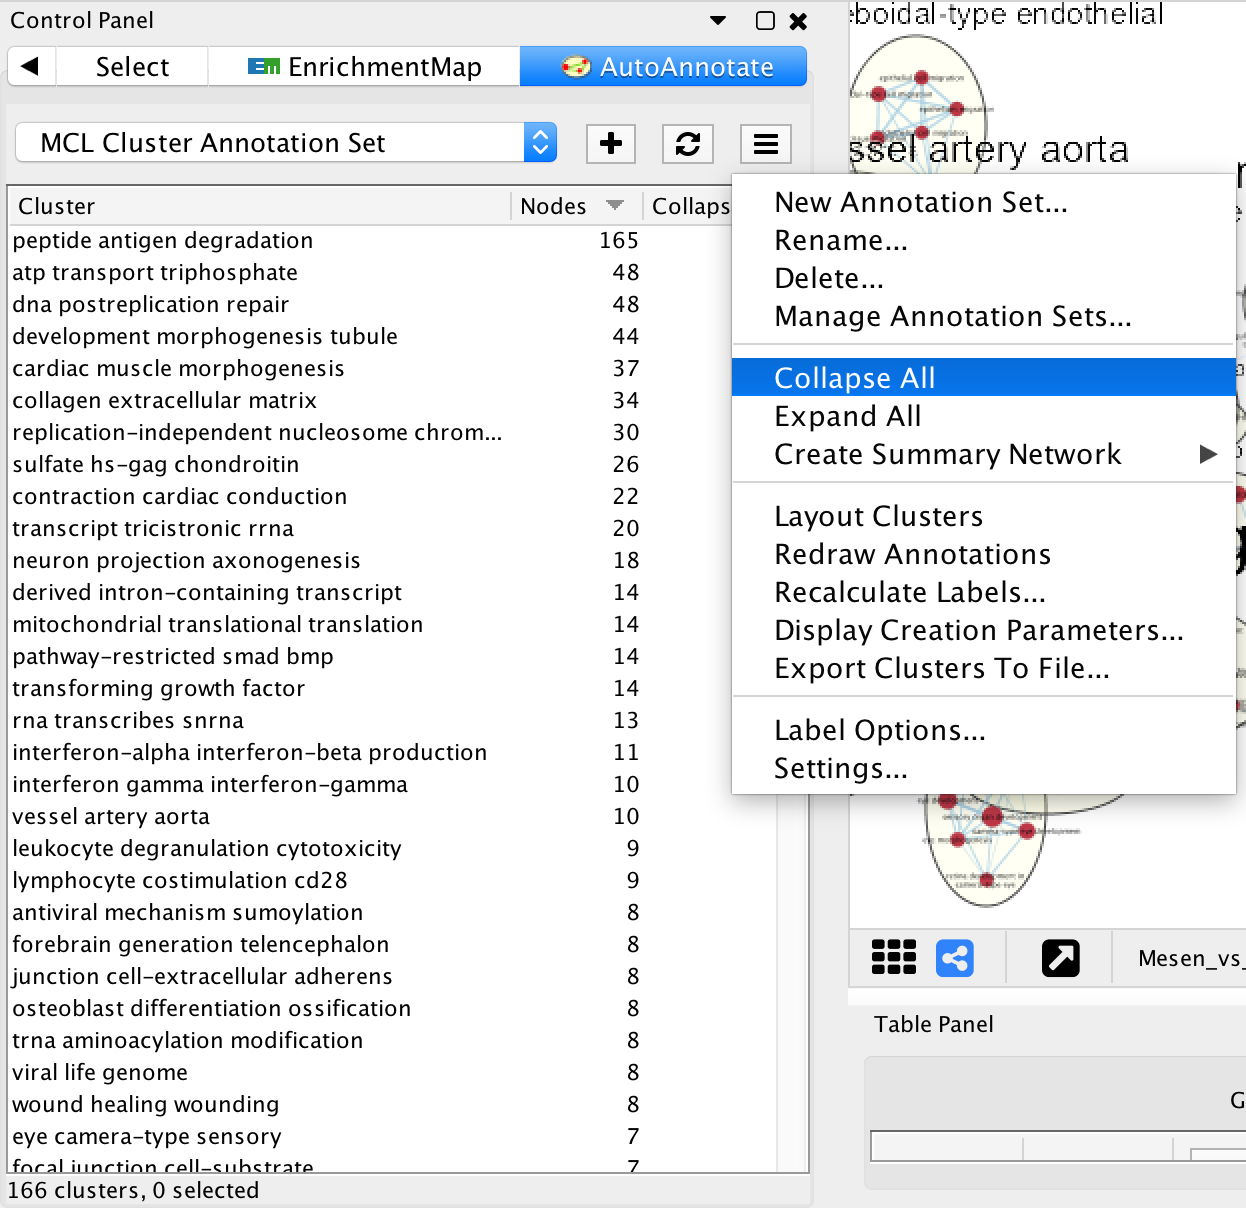 Control Panel
Select
EnrichmentMap
AutoAnnotate
MCL Cluster Annotation Set
Cluster Nodes Collaps
peptide antigen degradation 165
atp transport triphosphate 48
dna postreplication repair 48
development morphogenesis tubule 44
cardiac muscle morphogenesis 37
collagen extracellular matrix 34
replication-independent nucleosome chrom... 30
sulfate hs-gag chondroitin 26
contraction cardiac conduction 22
transcript tricistronic rrna 20
neuron projection axonogenesis 18
derived intron-containing transcript 14
mitochondrial translational translation 14
pathway-restricted smad bmp 14
transforming growth factor 14
rna transcribes snrna 13
interferon-alpha interferon-beta production 11
interferon gamma interferon-gamma 10
vessel artery aorta 10
leukocyte degranulation cytotoxicity 9
lymphocyte costimulation cd28 9
antiviral mechanism sumoylation 8
forebrain generation telencephalon 8
junction cell-extracellular adherens 8
osteoblast differentiation ossification 8
trna aminoacylation modification 8
viral life genome 8
wound healing wounding 8
eye camera-type sensory 7
focal junction cell-substrate 7
166 clusters, 0 selected
New Annotation Set...
Rename...
Delete...
Manage Annotation Sets...
Collapse All
Expand All
Create Summary Network
Layout Clusters
Redraw Annotations
Recalculate Labels...
Display Creation Parameters...
Export Clusters To File...
Label Options...
Settings...
boidal-type endothelial
ssel artery aorta
eye development
sensory organ development
Mesen_vs_
Table Panel
G